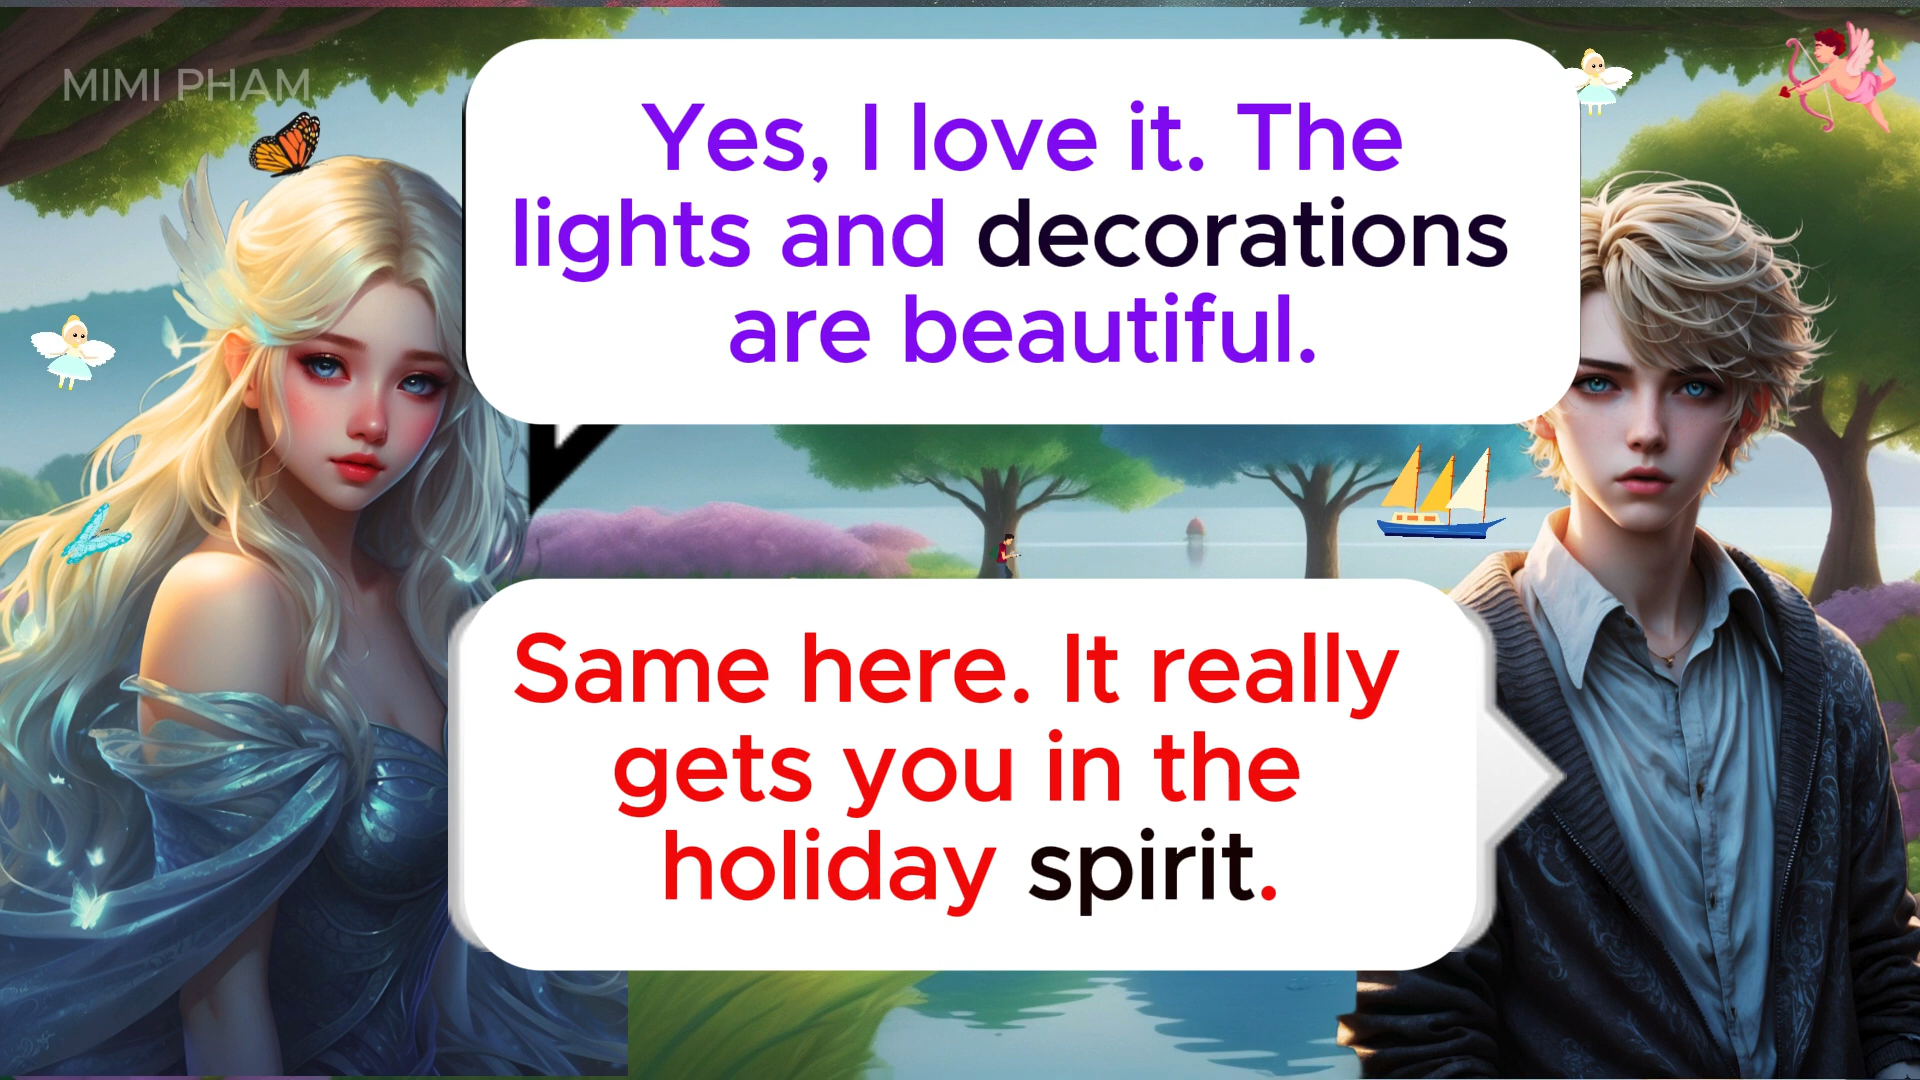 MIMI PHAM
Yes, I love it. The
lights and decorations
are beautiful.
Same here. It really
gets you in the
holiday spirit.